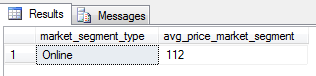 Results Messages
market_segment_type avg_price_market_segment
1 Online 112